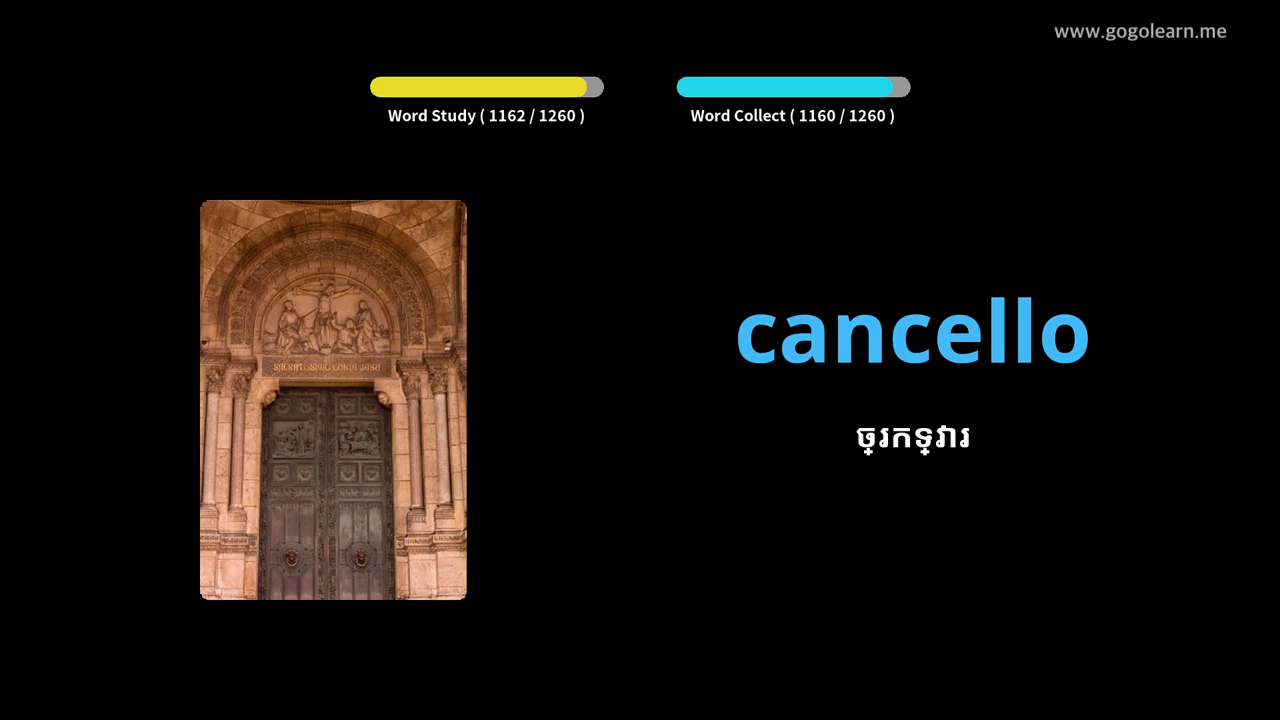 www.gogolearn.me
Word Study ( 1162 / 1260 )
Word Collect ( 1160 / 1260 )
cancello
ច្រកទ្វារ